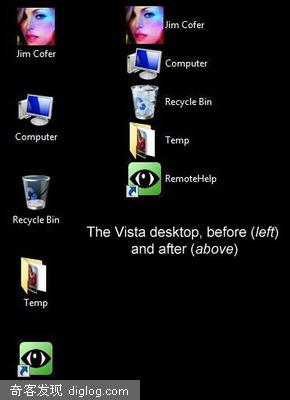 Jim Cofer
Computer
Recycle Bin
Temp
Jim Cofer
Computer
Recycle Bin
Temp
RemoteHelp
The Vista desktop, before (left)
and after (above)
奇客发现 diglog.com